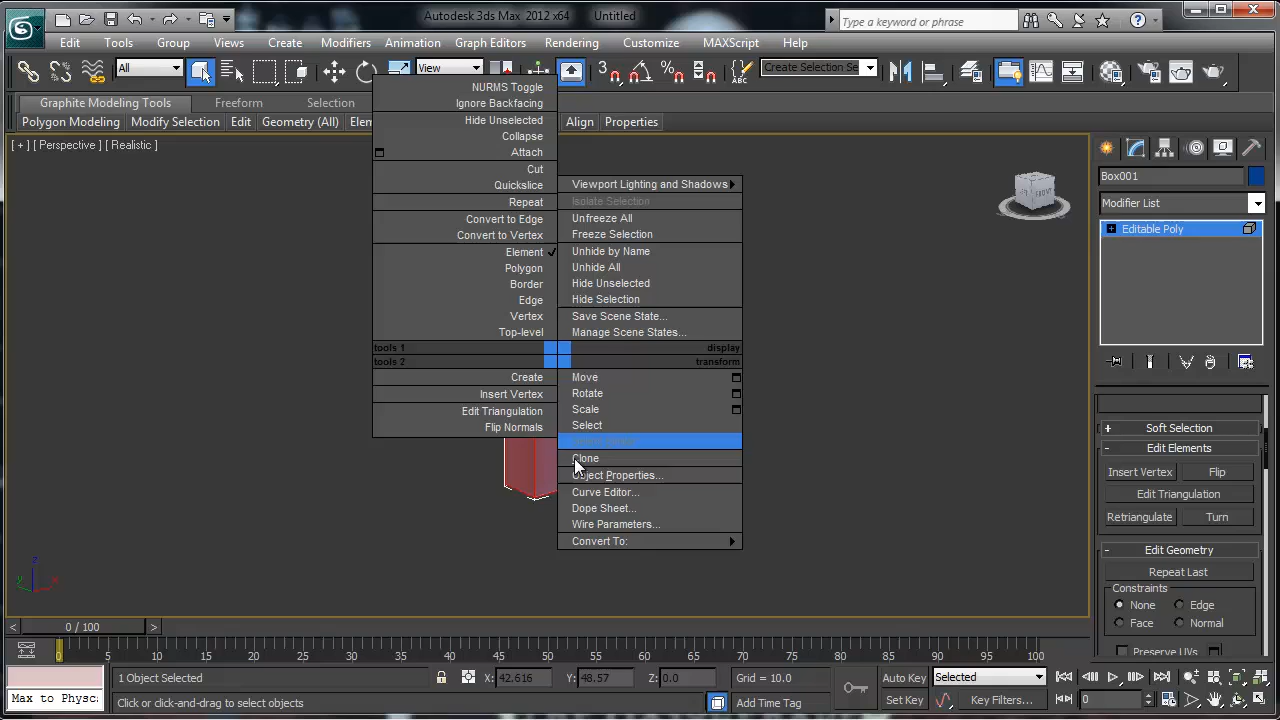 Autodesk 3ds Max 2012 x64 Untitled
Type a keyword or phrase
Edit Tools Group Views Create Modifiers Animation Graph Editors Rendering Customize MAXScript Help
All View Create Selection Se
Graphite Modeling Tools Freeform Selection
Polygon Modeling Modify Selection Edit Geometry (All) Elem Align Properties
[ + ] [ Perspective ] [ Realistic ]
NURMS Toggle
Ignore Backfacing
Hide Unselected
Collapse
Attach
Cut
Quickslice
Repeat
Convert to Edge
Convert to Vertex
Element
Polygon
Border
Edge
Vertex
Top-level
tools 1
tools 2
Create
Insert Vertex
Edit Triangulation
Flip Normals
Viewport Lighting and Shadows
Isolate Selection
Unfreeze All
Freeze Selection
Unhide by Name
Unhide All
Hide Unselected
Hide Selection
Save Scene State...
Manage Scene States...
display
transform
Move
Rotate
Scale
Select
Clone
Object Properties...
Curve Editor...
Dope Sheet...
Wire Parameters...
Convert To:
FRONT
Box001
Modifier List
Editable Poly
+ Soft Selection
- Edit Elements
Insert Vertex Flip
Edit Triangulation
Retriangulate Turn
- Edit Geometry
Repeat Last
Constraints
None Edge
Face Normal
Preserve UVs
z
y x
< 0 / 100 >
0 5 10 15 20 25 30 35 40 45 50 55 60 65 70 75 80 85 90 95 100
1 Object Selected X: 42.616 Y: 48.57 Z: 0.0 Grid = 10.0 Auto Key Selected
Max to Physc: Click or click-and-drag to select objects Add Time Tag Set Key Key Filters... 0